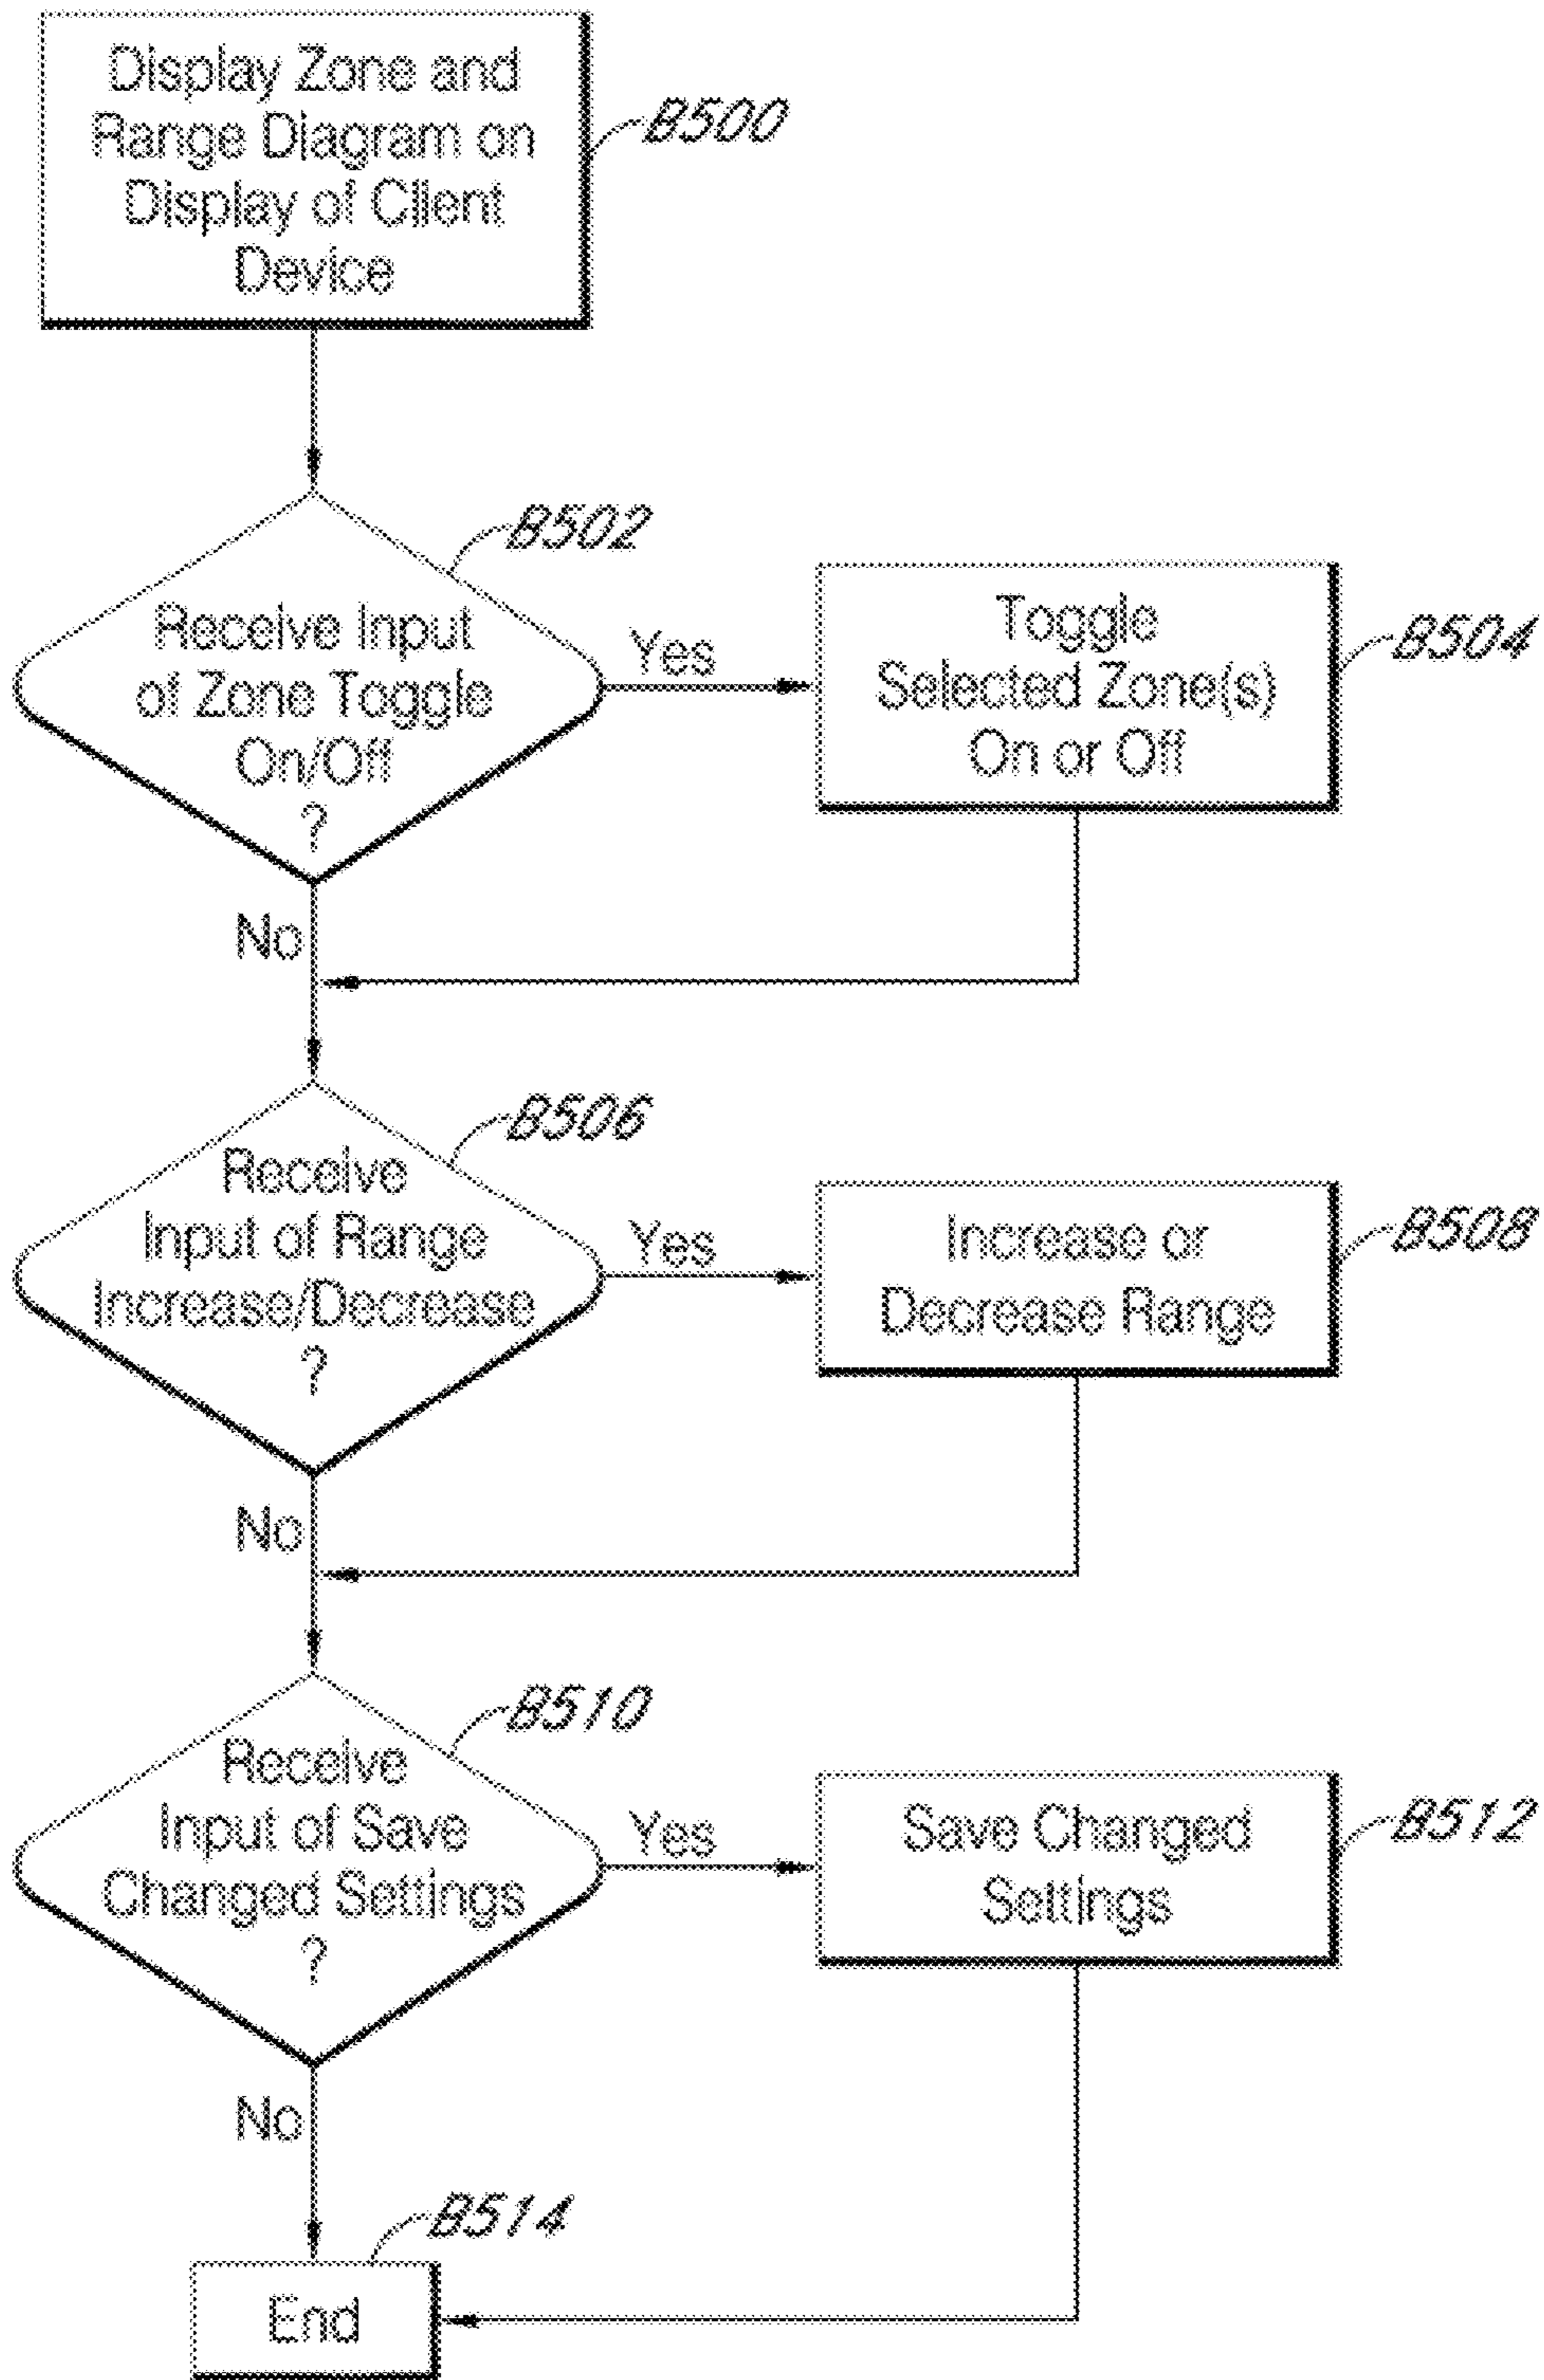 Display Zone and
Range Diagram on
Display of Client
Device
B500
B502
Receive Input
of Zone Toggle
On/Off
?
Yes
Toggle
Selected Zone(s)
On or Off
B504
No
B506
Receive
Input of Range
Increase/Decrease
?
Yes
Increase or
Decrease Range
B508
No
B510
Receive
Input of Save
Changed Settings
?
Yes
Save Changed
Settings
B512
No
B514
End